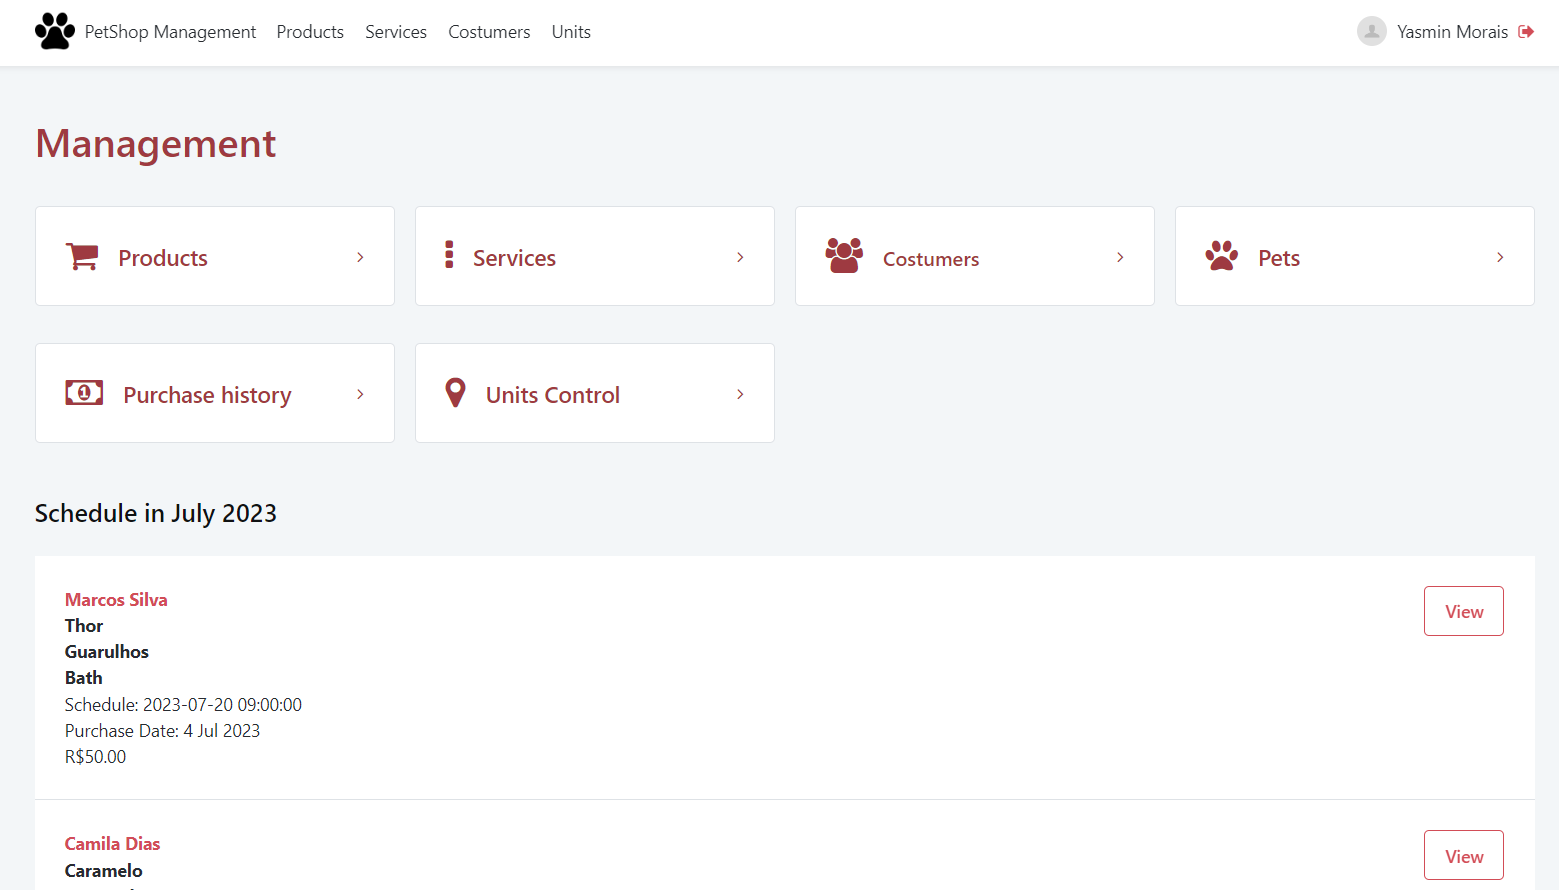 PetShop Management Products Services Costumers Units Yasmin Morais
Management
Products Services Costumers Pets
Purchase history Units Control
Schedule in July 2023
Marcos Silva
View
Thor
Guarulhos
Bath
Schedule: 2023-07-20 09:00:00
Purchase Date: 4 Jul 2023
R$50.00
Camila Dias
View
Caramelo